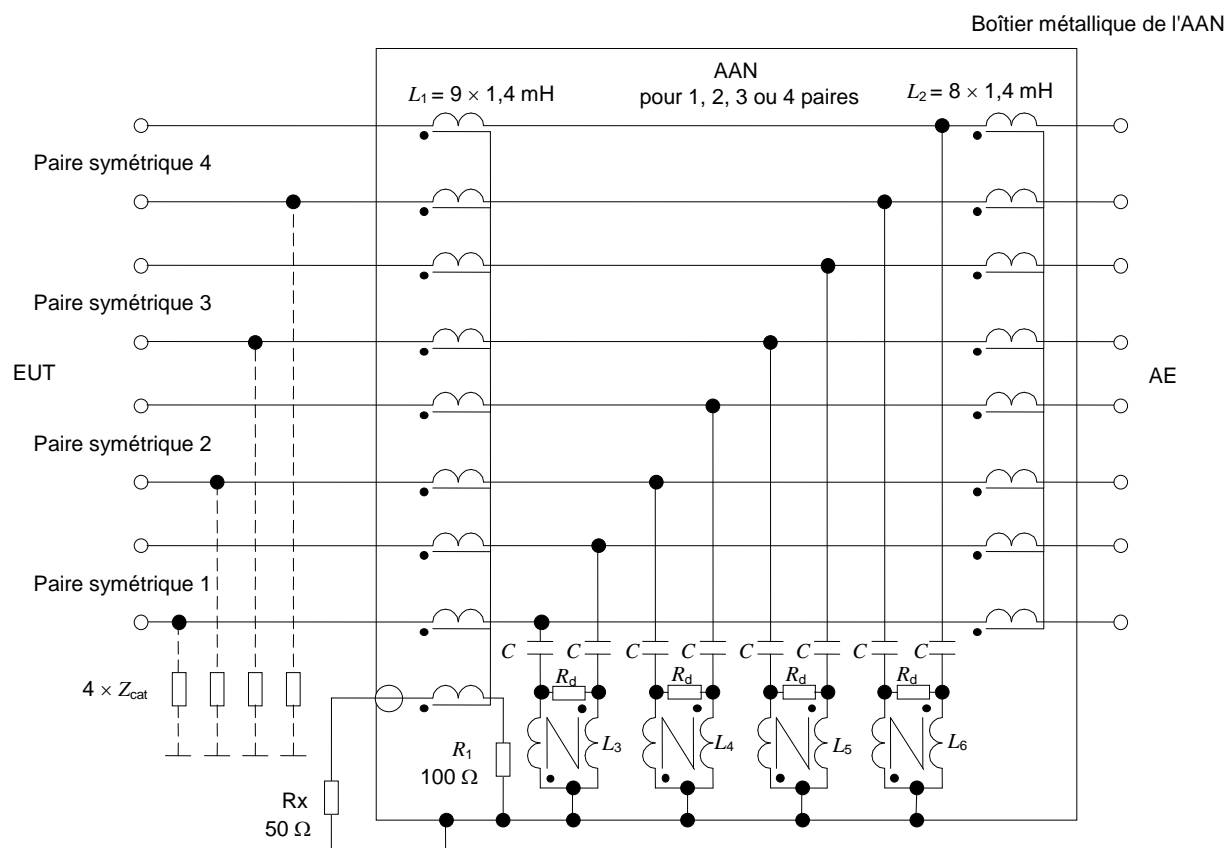 Boîtier métallique de l'AAN
AAN
pour 1, 2, 3 ou 4 paires
L1 = 9 × 1,4 mH
L2 = 8 × 1,4 mH
Paire symétrique 4
Paire symétrique 3
EUT
AE
Paire symétrique 2
Paire symétrique 1
C C C C C C C C
4 × Zcat
Rd Rd Rd Rd
L3 L4 L5 L6
R1
100 Ω
Rx
50 Ω